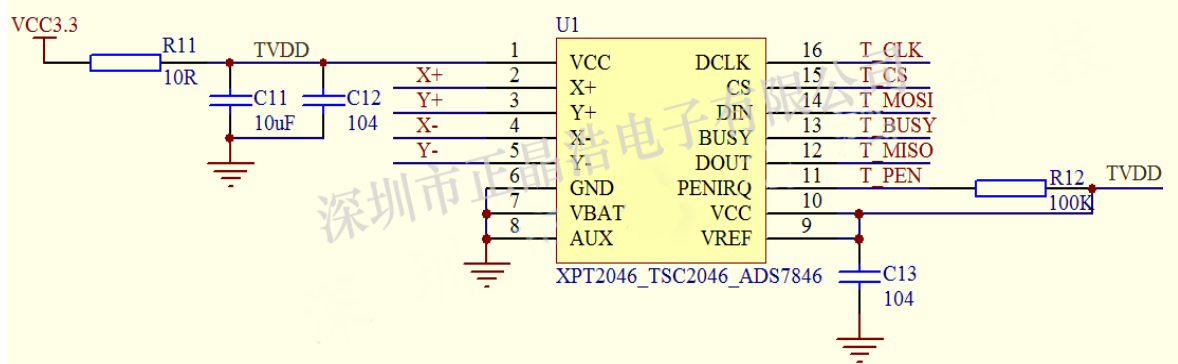 VCC3.3
R11
10R
TVDD
C11
10uF
C12
104
X+
Y+
X-
Y-
U1
1 VCC DCLK 16 T_CLK
2 X+ CS 15 T_CS
3 Y+ DIN 14 T_MOSI
4 X- BUSY 13 T_BUSY
5 Y- DOUT 12 T_MISO
6 GND PENIRQ 11 T_PEN
7 VBAT VCC 10
8 AUX VREF 9
XPT2046_TSC2046_ADS7846
R12
100K
TVDD
C13
104
深圳市正晶浩电子有限公司